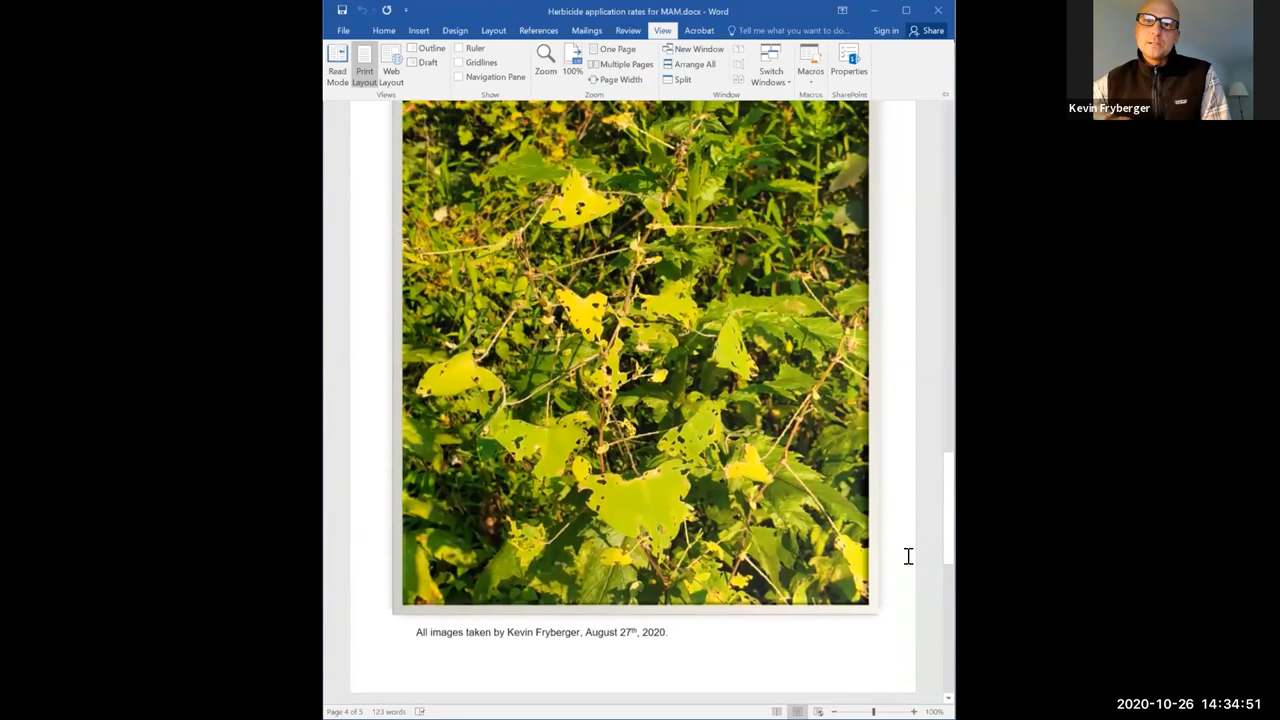 Herbicide application rates for MAM.docx - Word
File Home Insert Design Layout References Mailings Review View Acrobat Tell me what you want to do... Sign in Share
Read Mode
Print Layout
Web Layout
Outline
Draft
Views
Ruler
Gridlines
Navigation Pane
Show
Zoom
100%
One Page
Multiple Pages
Page Width
Zoom
New Window
Arrange All
Split
Switch Windows
Window
Macros
Macros
Properties
SharePoint
Kevin Fryberger
All images taken by Kevin Fryberger, August 27th, 2020.
Page 4 of 5 123 words
100%
2020-10-26 14:34:51